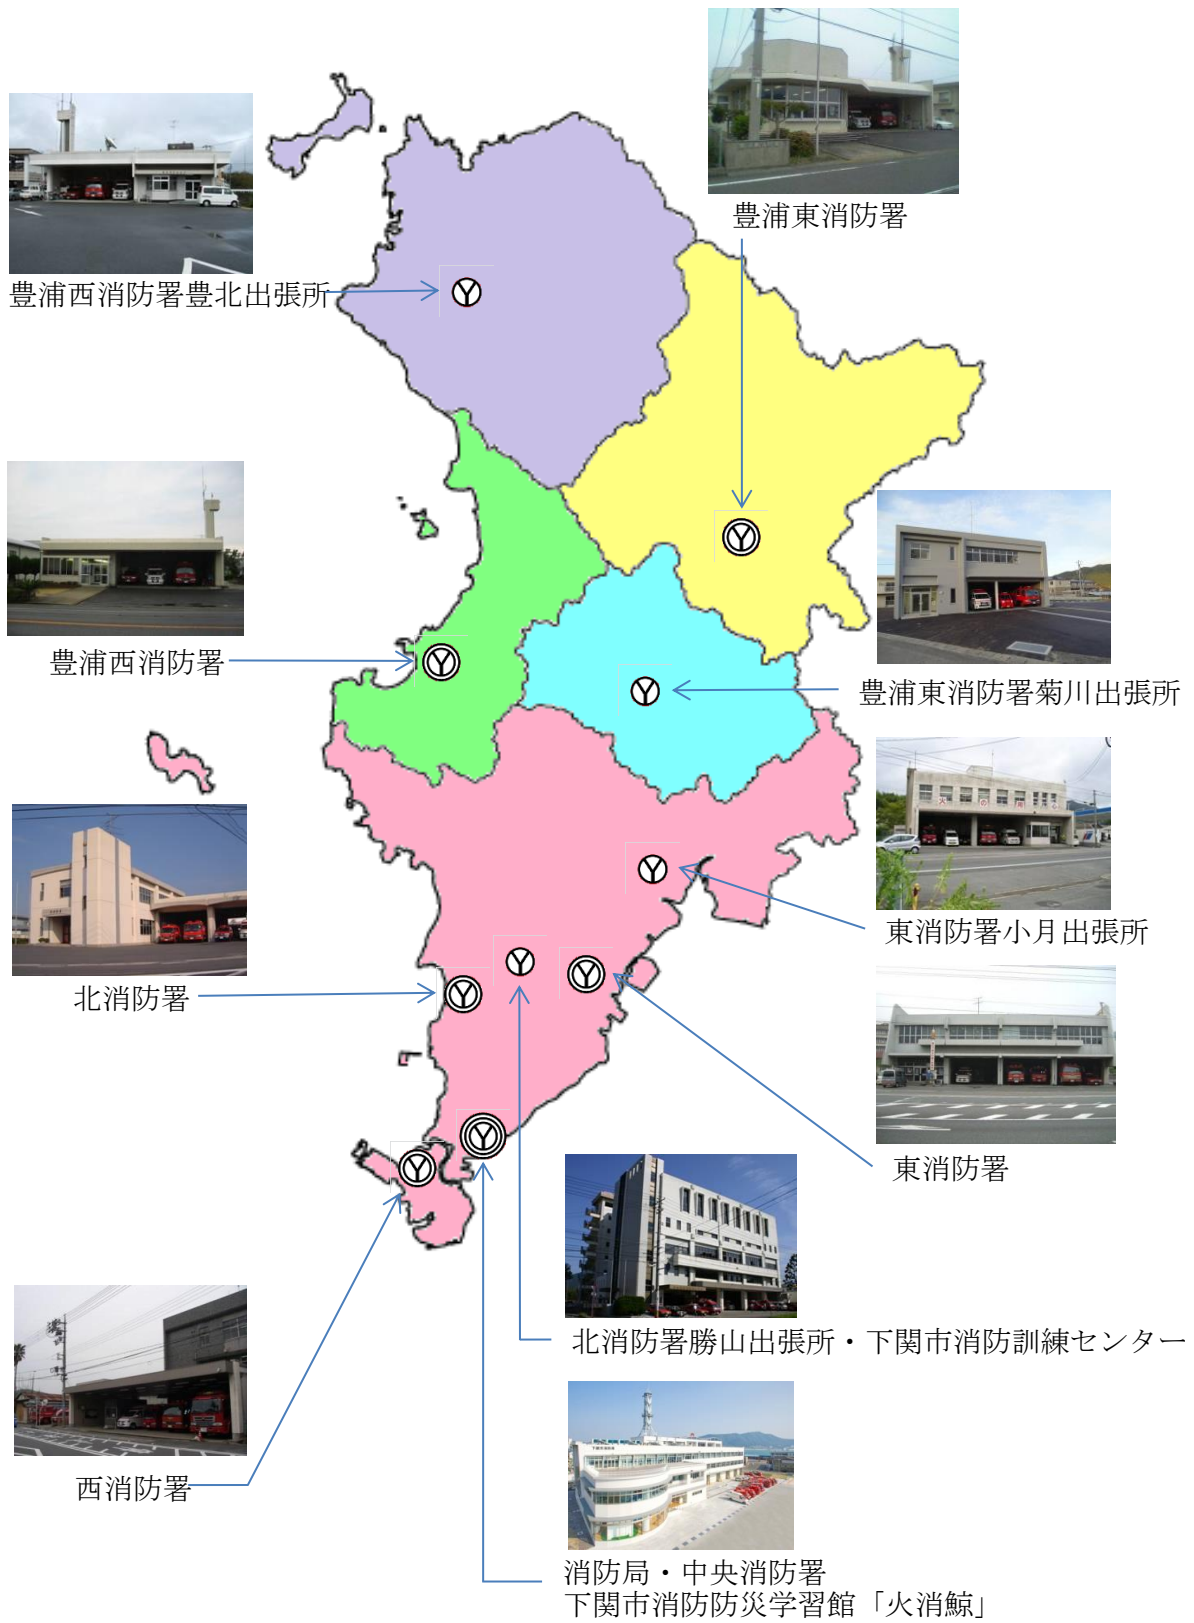 豊浦東消防署
豊浦西消防署豊北出張所
豊浦西消防署
豊浦東消防署菊川出張所
東消防署小月出張所
北消防署
東消防署
北消防署勝山出張所・下関市消防訓練センター
西消防署
消防局・中央消防署
下関市消防防災学習館「火消鯨」